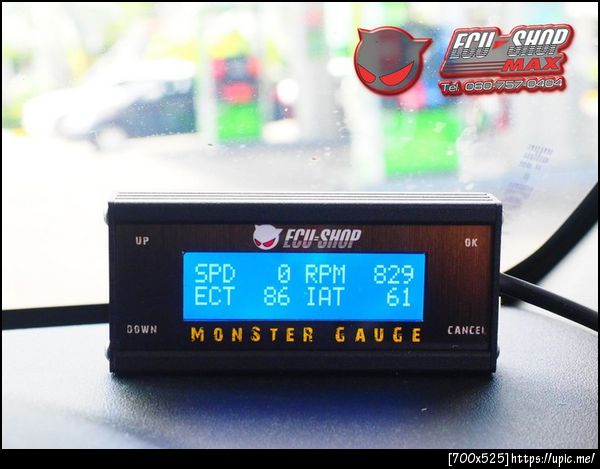 ECU-SHOP
MAX
Tel. 080-757-0404
ECU-SHOP
UP
OK
SPD 0 RPM 829
ECT 86 IAT 61
DOWN
CANCEL
MONSTER GAUGE
[700x525]https://upic.me/